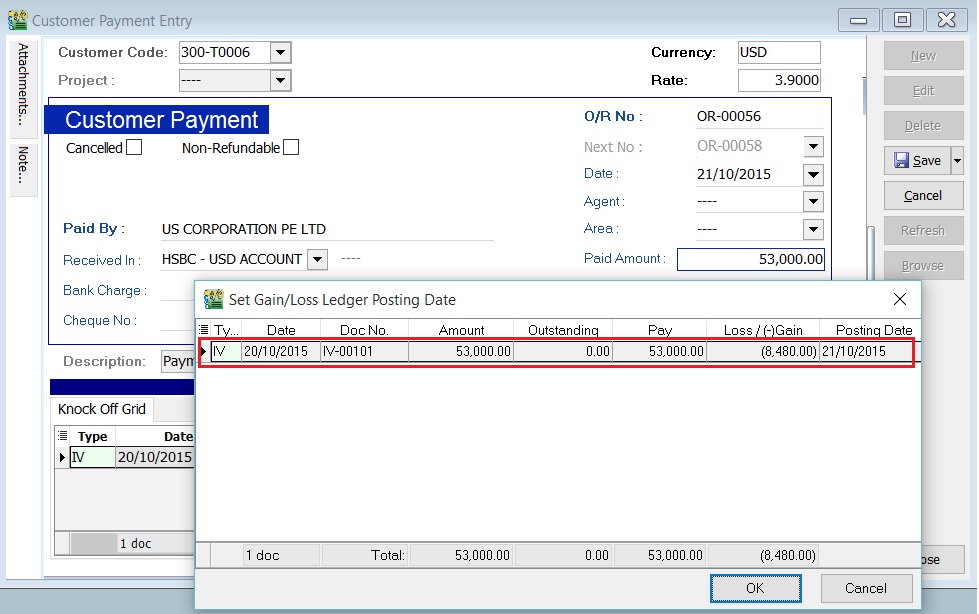 Customer Payment Entry
Attachments...
Note...
Customer Code: 300-T0006 Currency: USD
Project : ---- Rate: 3.9000
Customer Payment
Cancelled Non-Refundable
O/R No : OR-00056
Next No : OR-00058
Date : 21/10/2015
Agent : ----
Area : ----
Paid By : US CORPORATION PE LTD
Received In : HSBC - USD ACCOUNT ----
Paid Amount : 53,000.00
Bank Charge :
Cheque No :
Description: Paym
Knock Off Grid
Type Date
IV 20/10/2015
1 doc
New
Edit
Delete
Save
Cancel
Refresh
Browse
ose
Set Gain/Loss Ledger Posting Date
Ty... Date Doc No. Amount Outstanding Pay Loss / (-)Gain Posting Date
IV 20/10/2015 IV-00101 53,000.00 0.00 53,000.00 (8,480.00) 21/10/2015
1 doc Total: 53,000.00 0.00 53,000.00 (8,480.00)
OK Cancel